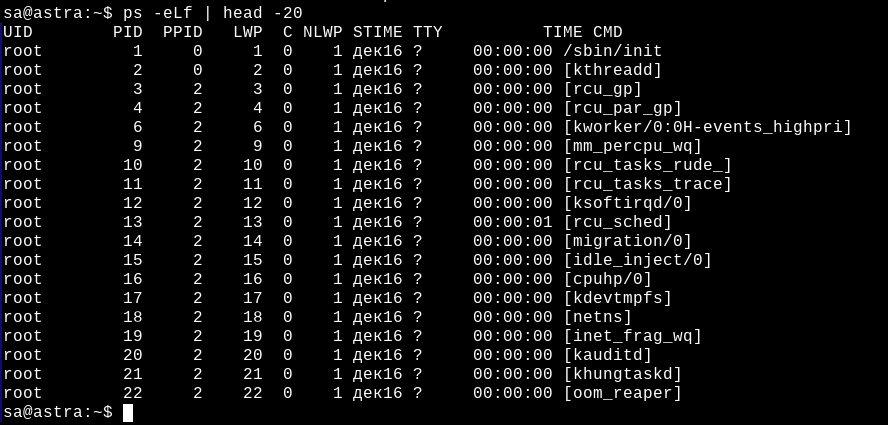 sa@astra:~$ ps -eLf | head -20
UID        PID  PPID   LWP  C NLWP STIME TTY          TIME CMD
root         1     0     1  0    1 дек16 ?     00:00:00 /sbin/init
root         2     0     2  0    1 дек16 ?     00:00:00 [kthreadd]
root         3     2     3  0    1 дек16 ?     00:00:00 [rcu_gp]
root         4     2     4  0    1 дек16 ?     00:00:00 [rcu_par_gp]
root         6     2     6  0    1 дек16 ?     00:00:00 [kworker/0:0H-events_highpri]
root         9     2     9  0    1 дек16 ?     00:00:00 [mm_percpu_wq]
root        10     2    10  0    1 дек16 ?     00:00:00 [rcu_tasks_rude_]
root        11     2    11  0    1 дек16 ?     00:00:00 [rcu_tasks_trace]
root        12     2    12  0    1 дек16 ?     00:00:00 [ksoftirqd/0]
root        13     2    13  0    1 дек16 ?     00:00:01 [rcu_sched]
root        14     2    14  0    1 дек16 ?     00:00:00 [migration/0]
root        15     2    15  0    1 дек16 ?     00:00:00 [idle_inject/0]
root        16     2    16  0    1 дек16 ?     00:00:00 [cpuhp/0]
root        17     2    17  0    1 дек16 ?     00:00:00 [kdevtmpfs]
root        18     2    18  0    1 дек16 ?     00:00:00 [netns]
root        19     2    19  0    1 дек16 ?     00:00:00 [inet_frag_wq]
root        20     2    20  0    1 дек16 ?     00:00:00 [kauditd]
root        21     2    21  0    1 дек16 ?     00:00:00 [khungtaskd]
root        22     2    22  0    1 дек16 ?     00:00:00 [oom_reaper]
sa@astra:~$